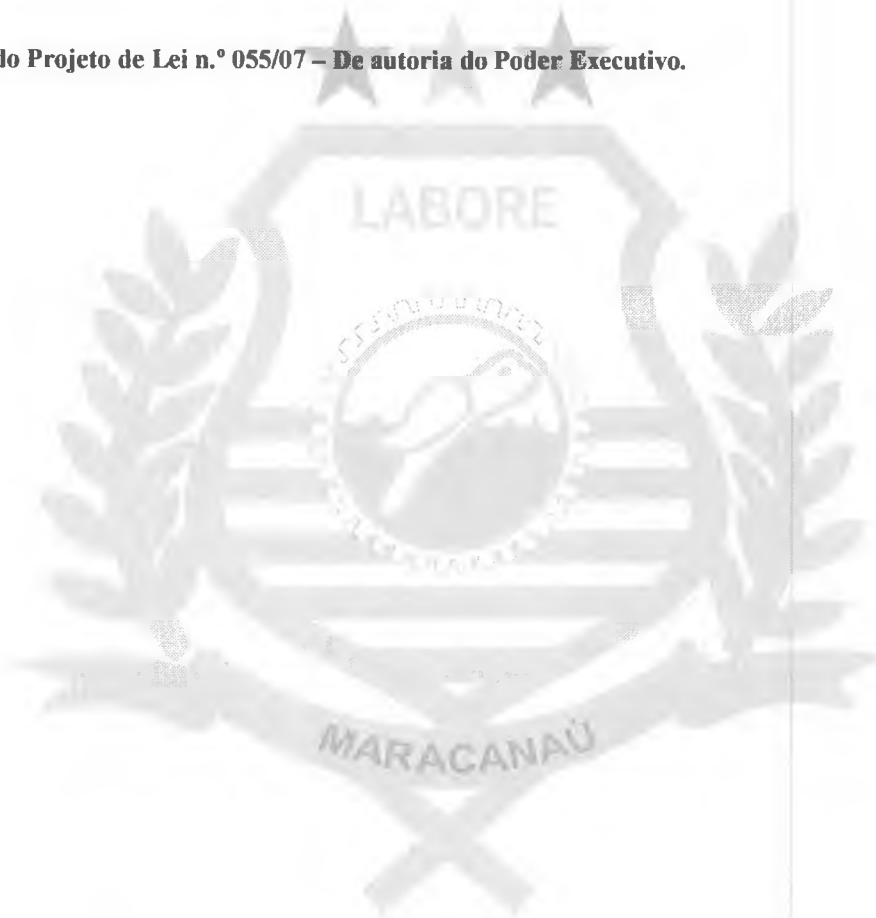 do Projeto de Lei n.º 055/07 – De autoria do Poder Executivo.
LABORE
MARACANAÚ